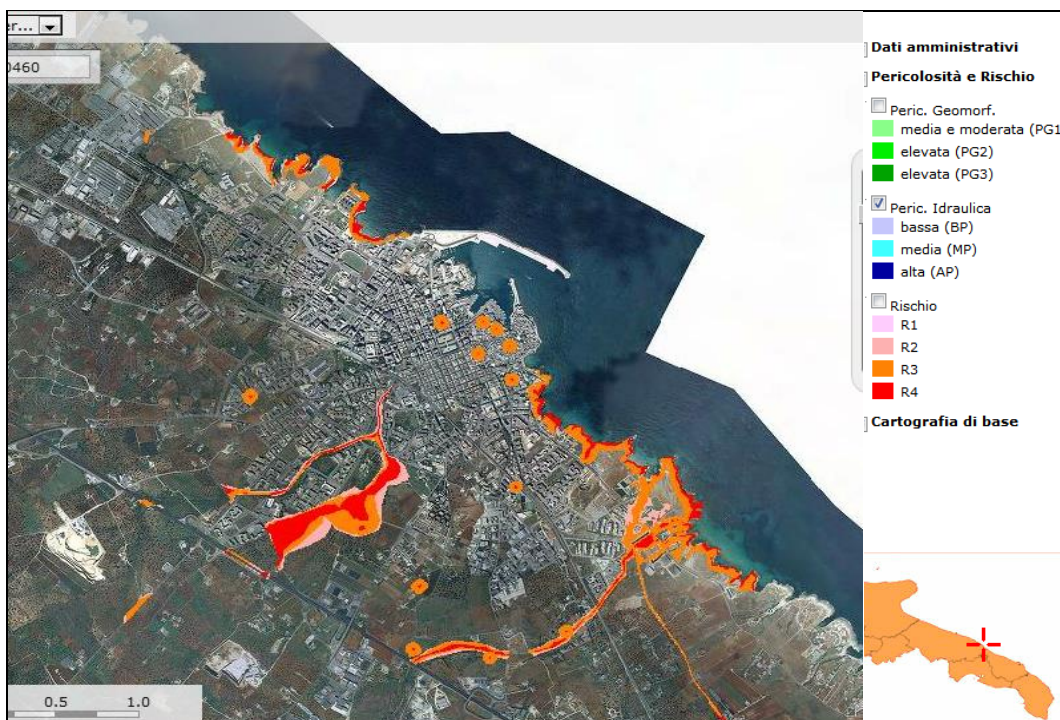 er...
0460
0.5 1.0
Dati amministrativi
Pericolosità e Rischio
Peric. Geomorf.
media e moderata (PG1
elevata (PG2)
elevata (PG3)
Peric. Idraulica
bassa (BP)
media (MP)
alta (AP)
Rischio
R1
R2
R3
R4
Cartografia di base